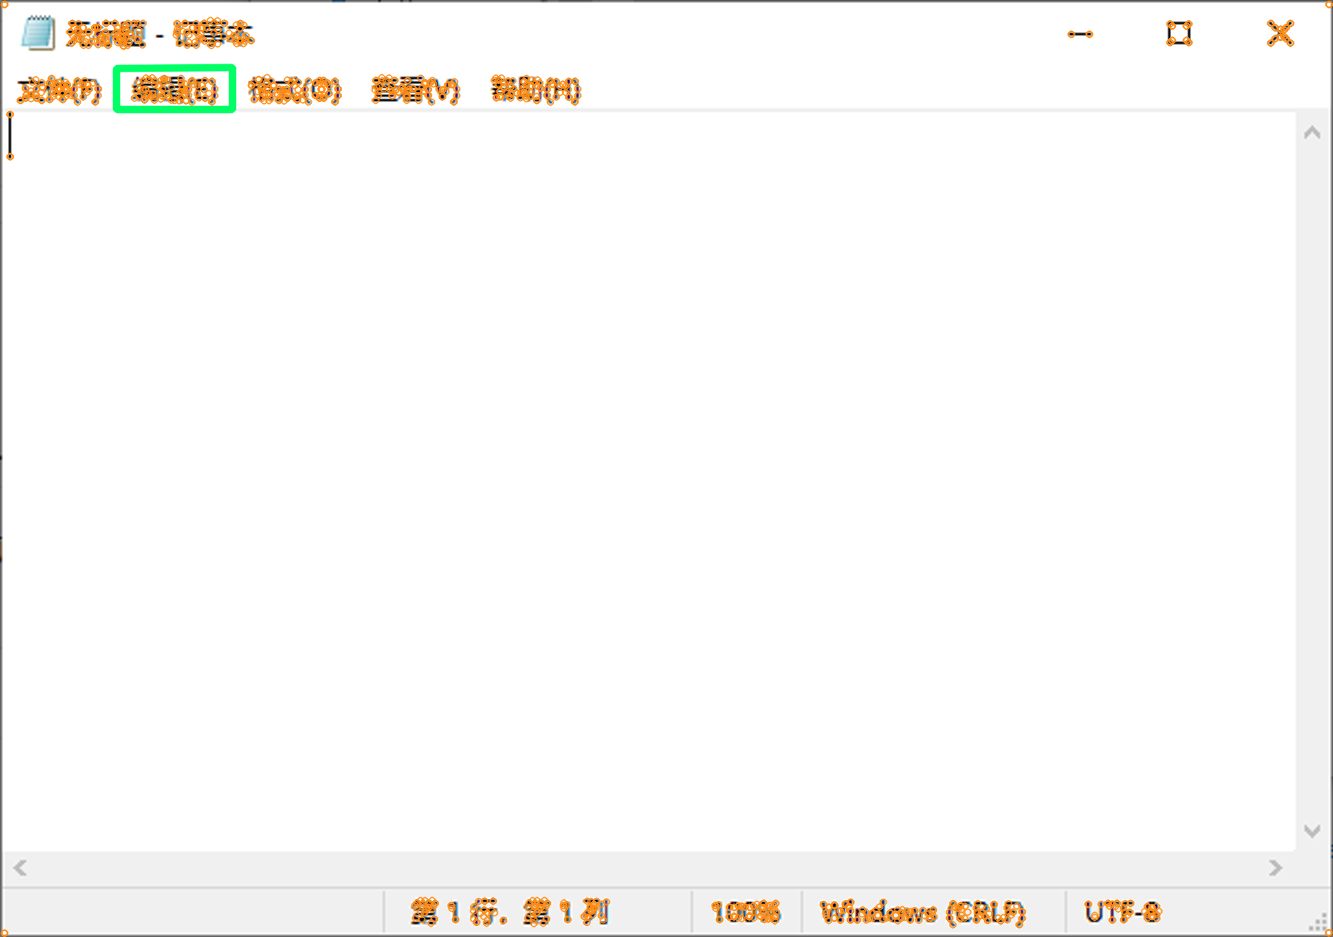 无标题 - 记事本
文件(F) 编辑(E) 格式(O) 查看(V) 帮助(H)
第 1 行, 第 1 列 100% Windows (CRLF) UTF-8